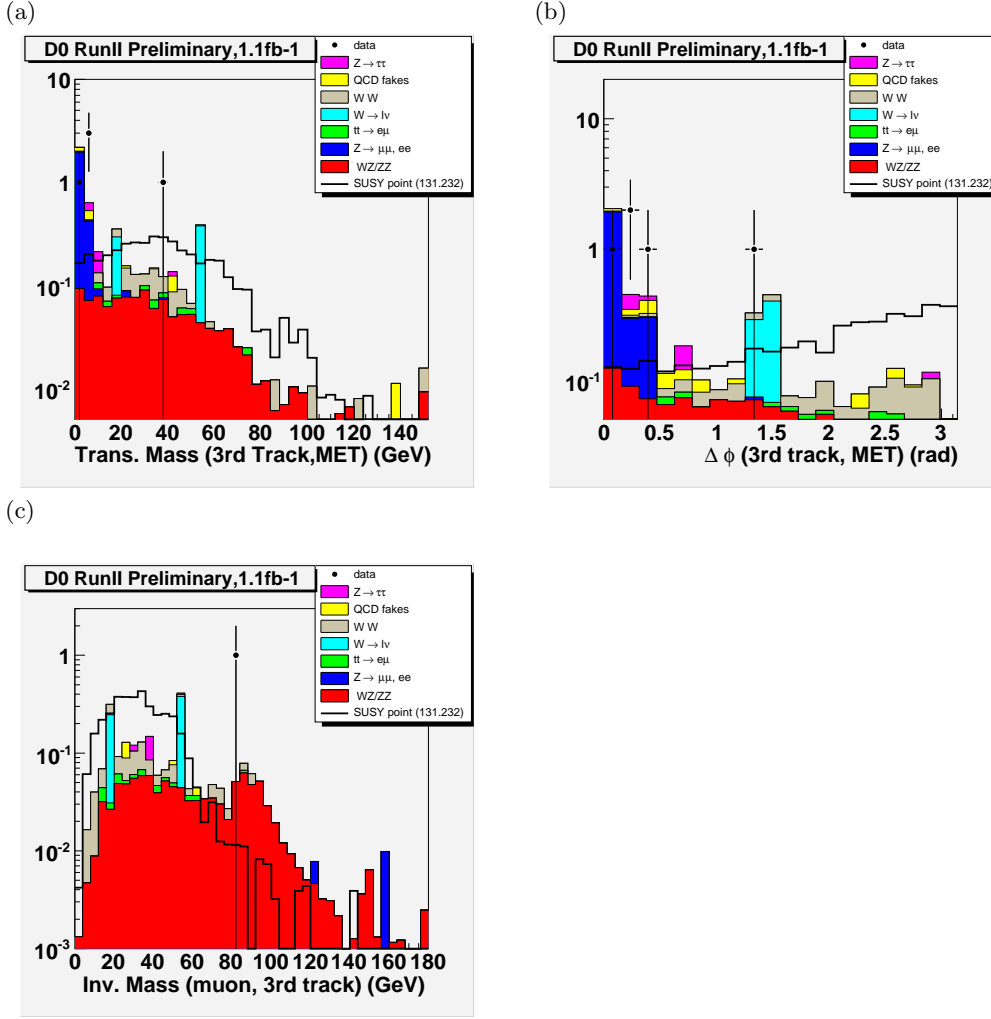 (a)
D0 RunII Preliminary,1.1fb-1
data
Z → ττ
QCD fakes
W W
W → lν
tt → eμ
Z → μμ, ee
WZ/ZZ
SUSY point (131.232)
10
1
10⁻¹
10⁻²
0 20 40 60 80 100 120 140
Trans. Mass (3rd Track,MET) (GeV)
(b)
D0 RunII Preliminary,1.1fb-1
data
Z → ττ
QCD fakes
W W
W → lν
tt → eμ
Z → μμ, ee
WZ/ZZ
SUSY point (131.232)
10
1
10⁻¹
0 0.5 1 1.5 2 2.5 3
Δ ϕ (3rd track, MET) (rad)
(c)
D0 RunII Preliminary,1.1fb-1
data
Z → ττ
QCD fakes
W W
W → lν
tt → eμ
Z → μμ, ee
WZ/ZZ
SUSY point (131.232)
1
10⁻¹
10⁻²
10⁻³
0 20 40 60 80 100 120 140 160 180
Inv. Mass (muon, 3rd track) (GeV)